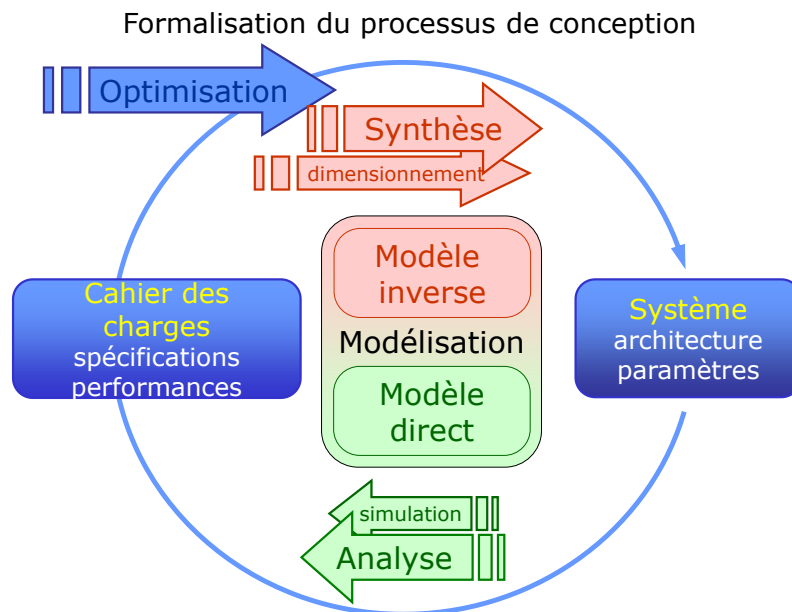 Formalisation du processus de conception
Optimisation
Synthèse
dimensionnement
Modèle
inverse
Cahier des
charges
spécifications
performances
Modélisation
Système
architecture
paramètres
Modèle
direct
simulation
Analyse